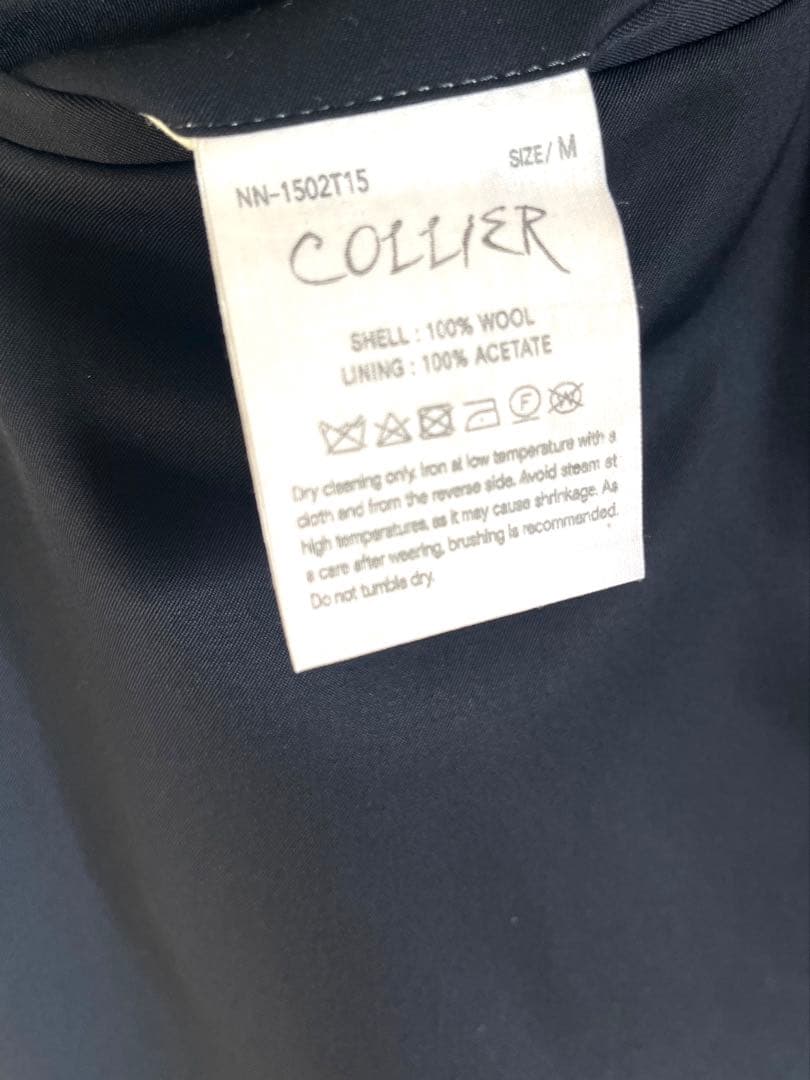 NN-1502T15 SIZE/ M
COLLIER
SHELL : 100% WOOL
LINING : 100% ACETATE
F W
Dry cleaning only. Iron at low temperature with a
cloth and from the reverse side. Avoid steam at
high temperatures, as it may cause shrinkage. As
a care after wearing, brushing is recommended.
Do not tumble dry.